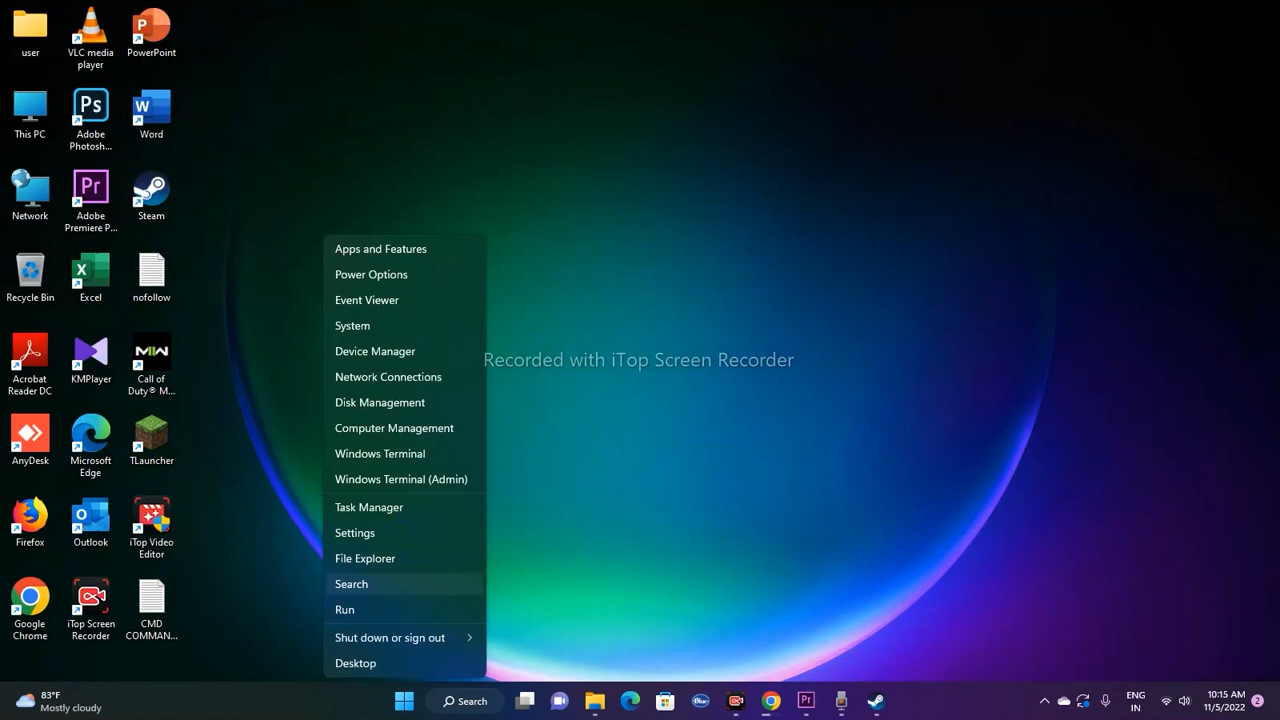 user
VLC media
player
PowerPoint
This PC
Adobe
Photosh...
Word
Network
Adobe
Premiere P...
Steam
Recycle Bin
Excel
nofollow
Acrobat
Reader DC
KMPlayer
Call of
Duty® M...
AnyDesk
Microsoft
Edge
TLauncher
Firefox
Outlook
iTop Video
Editor
Google
Chrome
iTop Screen
Recorder
CMD
COMMAN...
Apps and Features
Power Options
Event Viewer
System
Device Manager
Network Connections
Disk Management
Computer Management
Windows Terminal
Windows Terminal (Admin)
Task Manager
Settings
File Explorer
Search
Run
Shut down or sign out
Desktop
Recorded with iTop Screen Recorder
83°F
Mostly cloudy
Search
ENG
IN
10:15 AM
11/5/2022
2